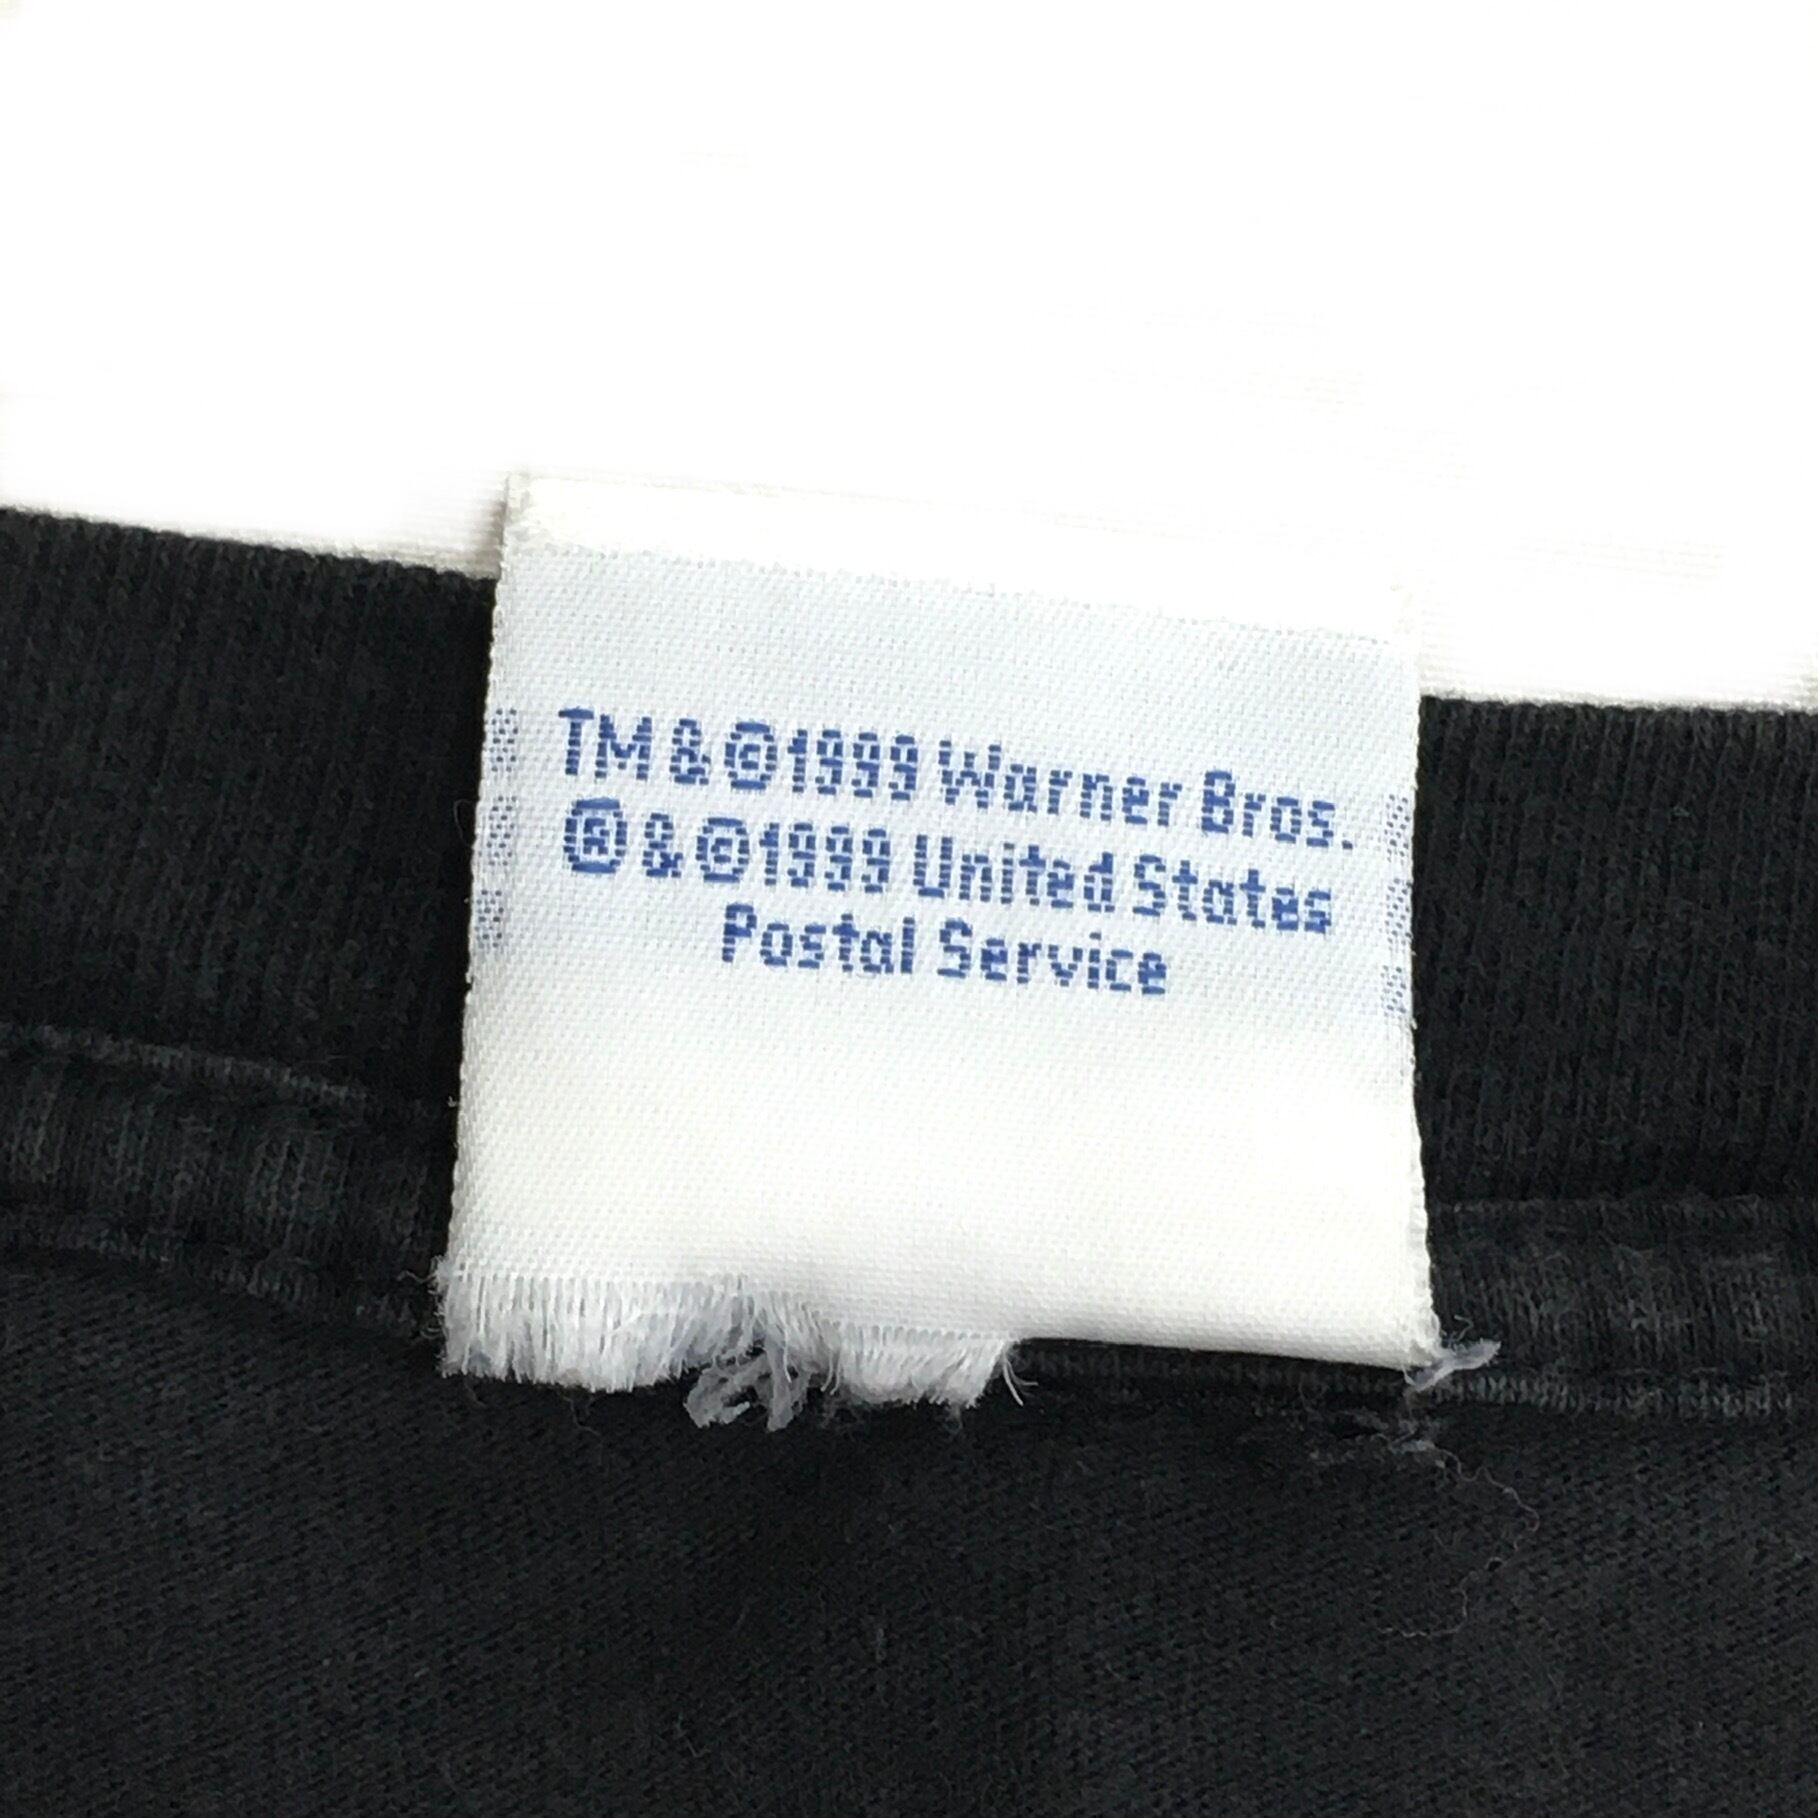 TM & © 1999 Warner Bros.
® & © 1999 United States
Postal Service